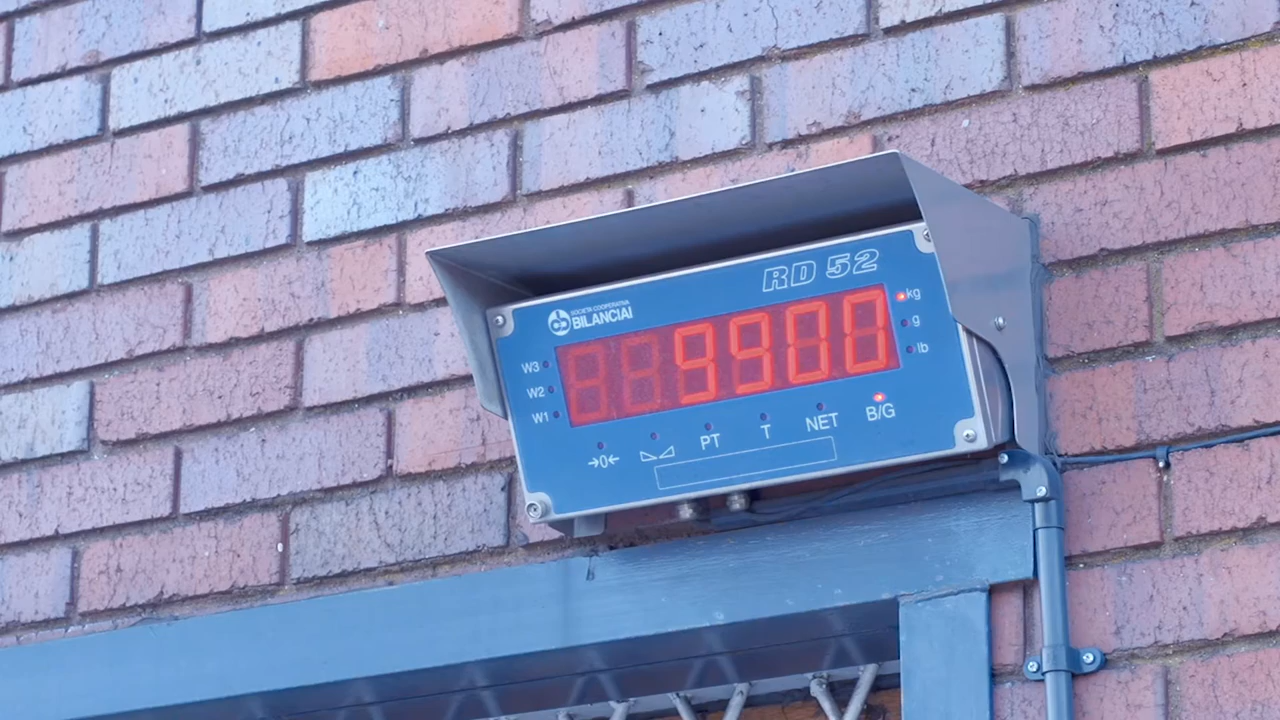 RD 52
SOCIETÀ COOPERATIVA
BILANCIAI
9900
kg
g
lb
W3
W2
W1
→0←
PT
T
NET
B/G